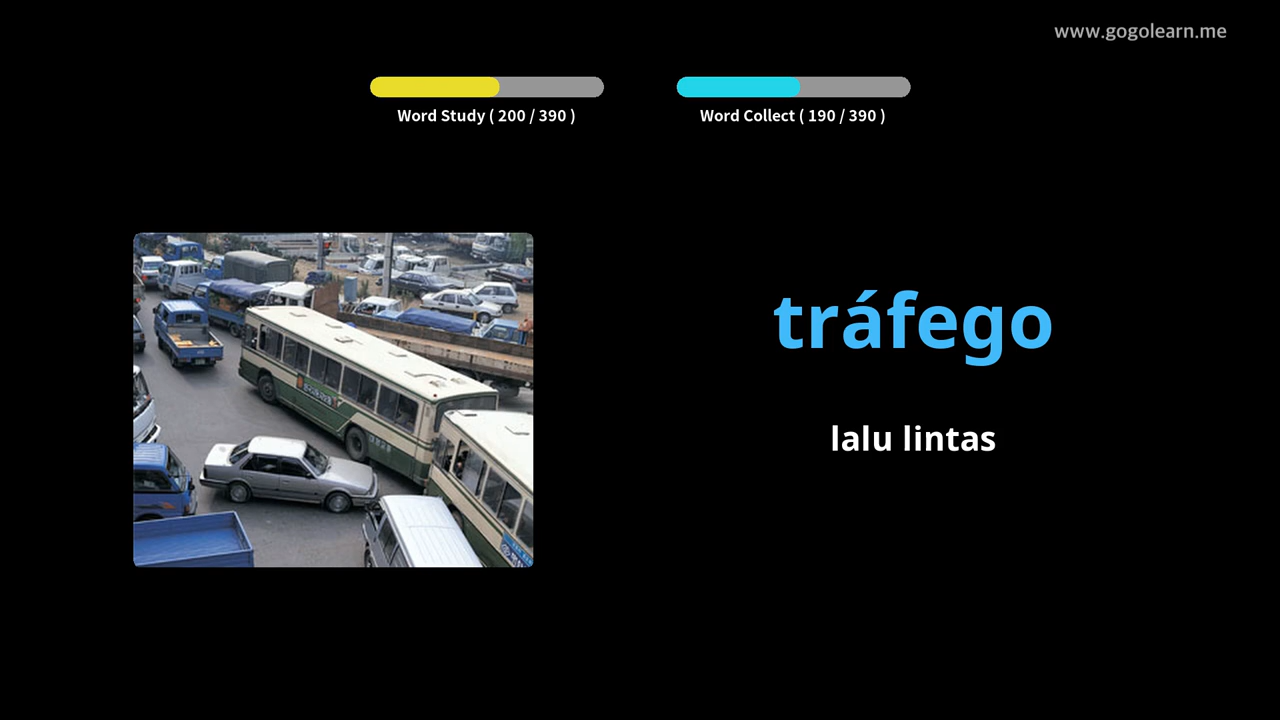 www.gogolearn.me
Word Study ( 200 / 390 )
Word Collect ( 190 / 390 )
tráfego
lalu lintas